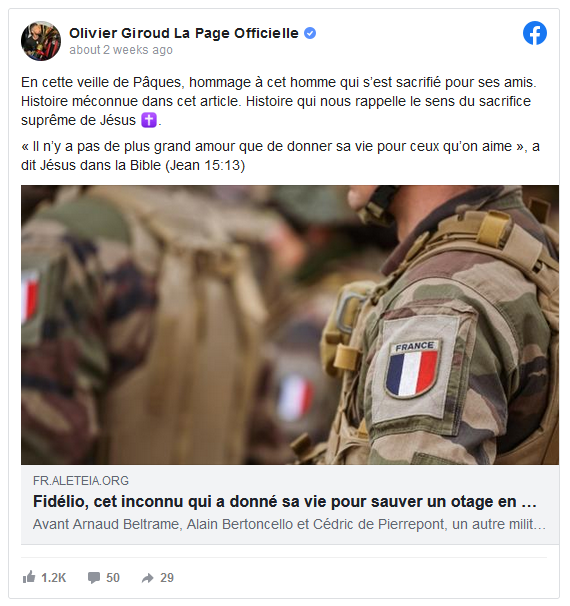 Olivier Giroud La Page Officielle
about 2 weeks ago
En cette veille de Pâques, hommage à cet homme qui s'est sacrifié pour ses amis.
Histoire méconnue dans cet article. Histoire qui nous rappelle le sens du sacrifice
suprême de Jésus ✝️.
« Il n'y a pas de plus grand amour que de donner sa vie pour ceux qu'on aime », a
dit Jésus dans la Bible (Jean 15:13)
FRANCE
FR.ALETEIA.ORG
Fidélio, cet inconnu qui a donné sa vie pour sauver un otage en …
Avant Arnaud Beltrame, Alain Bertoncello et Cédric de Pierrepont, un autre milit…
1.2K 50 29